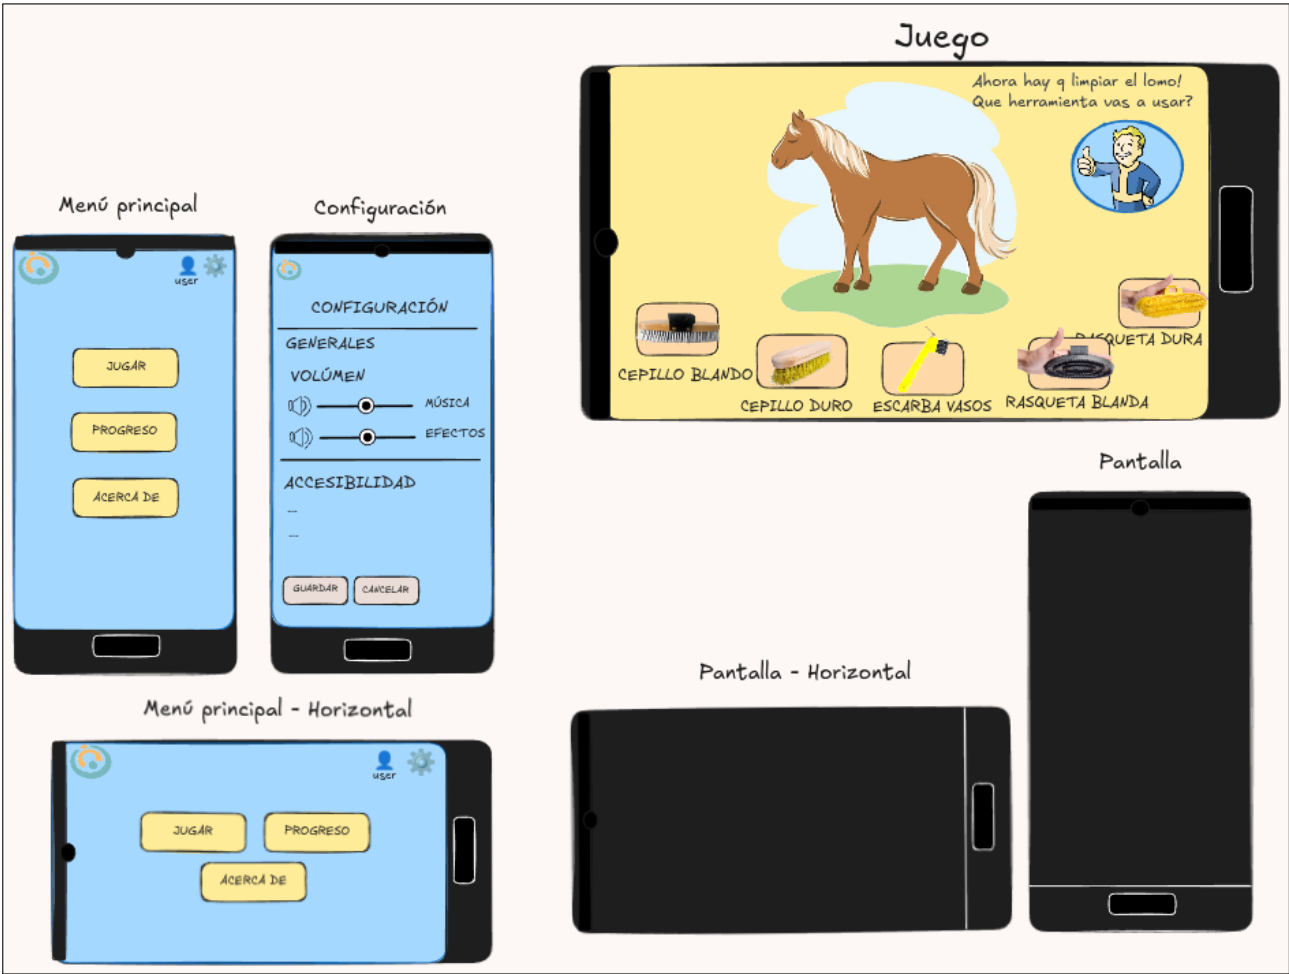 Juego
Ahora hay q limpiar el lomo!
Que herramienta vas a usar?
CEPILLO BLANDO
CEPILLO DURO
ESCARBA VASOS
RASQUETA BLANDA
RASQUETA DURA
Menú principal
user
JUGAR
PROGRESO
ACERCA DE
Configuración
CONFIGURACIÓN
GENERALES
VOLÚMEN
MÚSICA
EFECTOS
ACCESIBILIDAD
...
...
GUARDAR
CANCELAR
Menú principal - Horizontal
user
JUGAR
PROGRESO
ACERCA DE
Pantalla - Horizontal
Pantalla